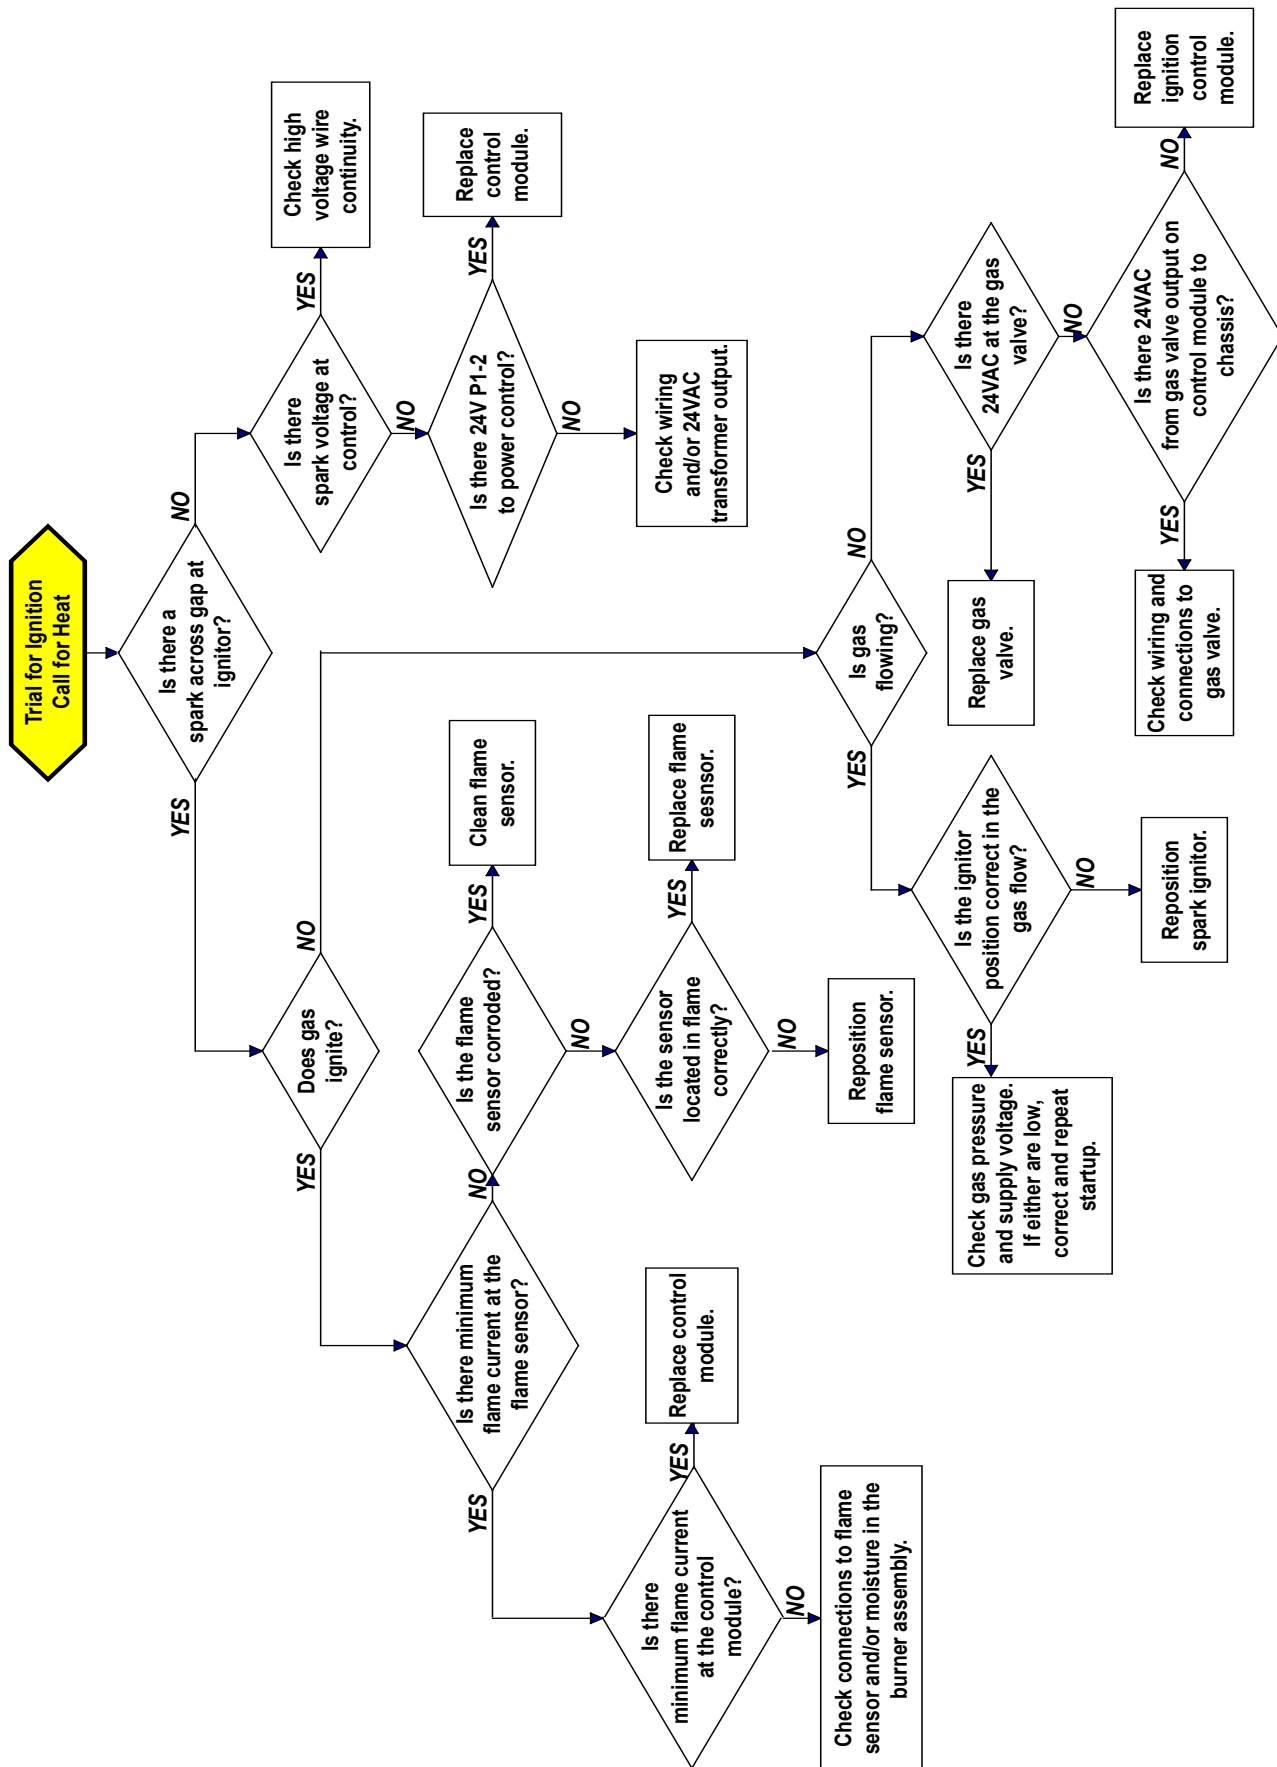 Trial for Ignition
Call for Heat
Is there a
spark across gap at
ignitor?
YES
NO
Is there
spark voltage at
control?
YES
Check high
voltage wire
continuity.
NO
Is there 24V P1-2
to power control?
YES
Replace
control
module.
NO
Check wiring
and/or 24VAC
transformer output.
Does gas
ignite?
YES
NO
Is there minimum
flame current at the
flame sensor?
YES
NO
Is the flame
sensor corroded?
YES
Clean flame
sensor.
NO
Is the sensor
located in flame
correctly?
YES
Replace flame
sesnsor.
NO
Reposition
flame sensor.
Is there
minimum flame current
at the control
module?
YES
Replace control
module.
NO
Check connections to flame
sensor and/or moisture in the
burner assembly.
Is gas
flowing?
YES
NO
Is the ignitor
position correct in the
gas flow?
YES
Check gas pressure
and supply voltage.
If either are low,
correct and repeat
startup.
NO
Reposition
spark ignitor.
Is there
24VAC at the gas
valve?
YES
Replace gas
valve.
NO
Is there 24VAC
from gas valve output on
control module to
chassis?
YES
Check wiring and
connections to
gas valve.
NO
Replace
ignition
control
module.